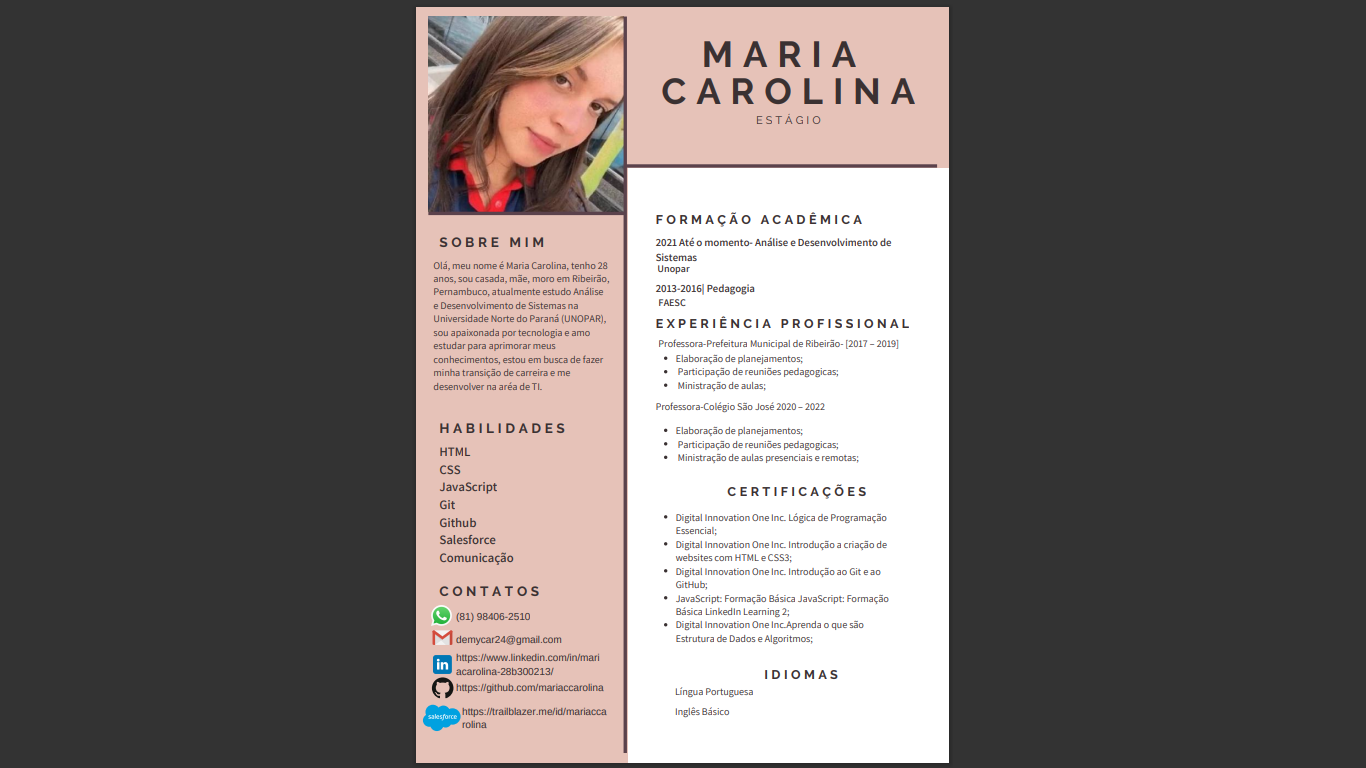 MARIA
CAROLINA
ESTÁGIO
SOBRE MIM
Olá, meu nome é Maria Carolina, tenho 28
anos, sou casada, mãe, moro em Ribeirão,
Pernambuco, atualmente estudo Análise
e Desenvolvimento de Sistemas na
Universidade Norte do Paraná (UNOPAR),
sou apaixonada por tecnologia e amo
estudar para aprimorar meus
conhecimentos, estou em busca de fazer
minha transição de carreira e me
desenvolver na aréa de TI.
HABILIDADES
HTML
CSS
JavaScript
Git
Github
Salesforce
Comunicação
CONTATOS
(81) 98406-2510
demycar24@gmail.com
in
https://www.linkedin.com/in/mari
acarolina-28b300213/
https://github.com/mariaccarolina
salesforce
https://trailblazer.me/id/mariacca
rolina
FORMAÇÃO ACADÊMICA
2021 Até o momento- Análise e Desenvolvimento de
Sistemas
Unopar
2013-2016| Pedagogia
FAESC
EXPERIÊNCIA PROFISSIONAL
Professora-Prefeitura Municipal de Ribeirão- [2017 – 2019]
• Elaboração de planejamentos;
• Participação de reuniões pedagogicas;
• Ministração de aulas;
Professora-Colégio São José 2020 – 2022
• Elaboração de planejamentos;
• Participação de reuniões pedagogicas;
• Ministração de aulas presenciais e remotas;
CERTIFICAÇÕES
• Digital Innovation One Inc. Lógica de Programação
Essencial;
• Digital Innovation One Inc. Introdução a criação de
websites com HTML e CSS3;
• Digital Innovation One Inc. Introdução ao Git e ao
GitHub;
• JavaScript: Formação Básica JavaScript: Formação
Básica LinkedIn Learning 2;
• Digital Innovation One Inc.Aprenda o que são
Estrutura de Dados e Algoritmos;
IDIOMAS
Língua Portuguesa
Inglês Básico